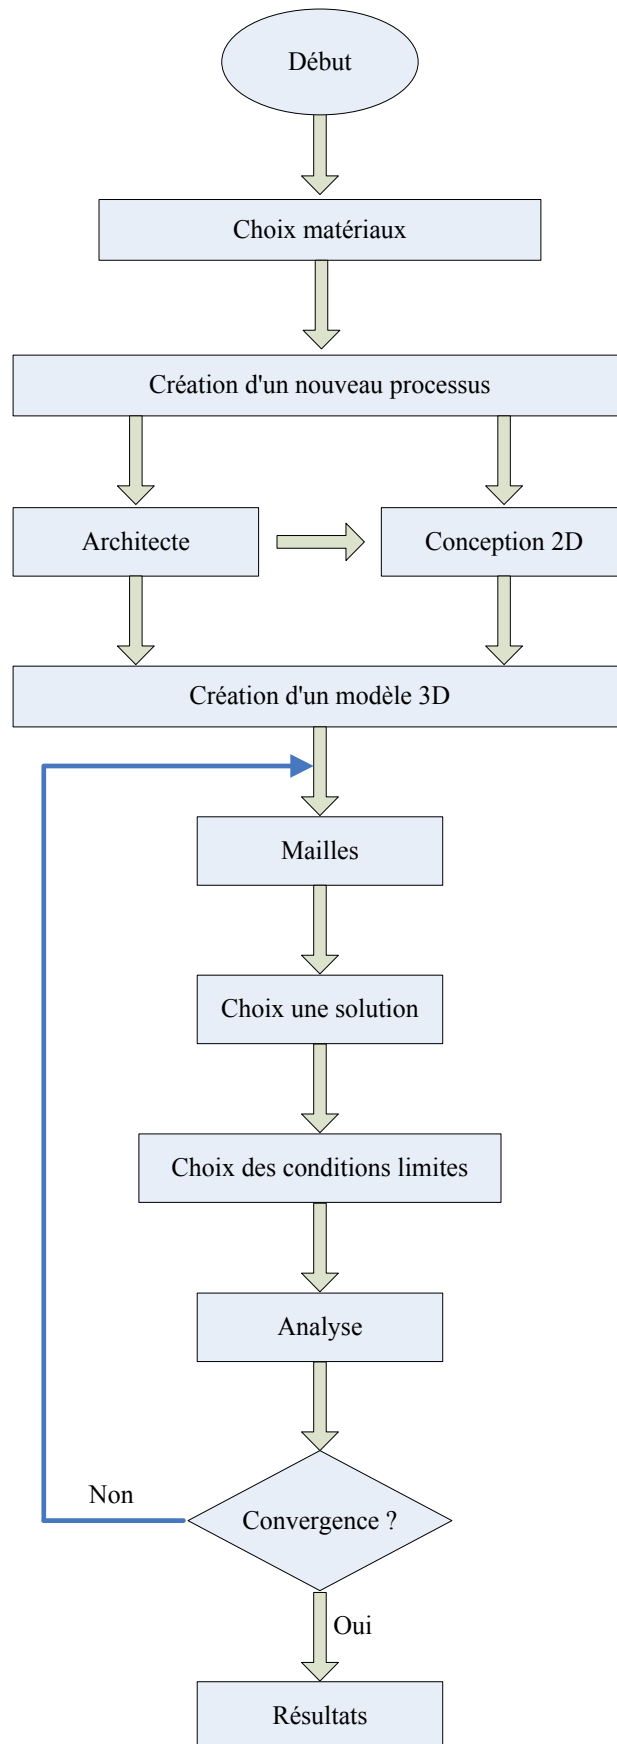 Début
Choix matériaux
Création d'un nouveau processus
Architecte
Conception 2D
Création d'un modèle 3D
Mailles
Choix une solution
Choix des conditions limites
Analyse
Non
Convergence ?
Oui
Résultats